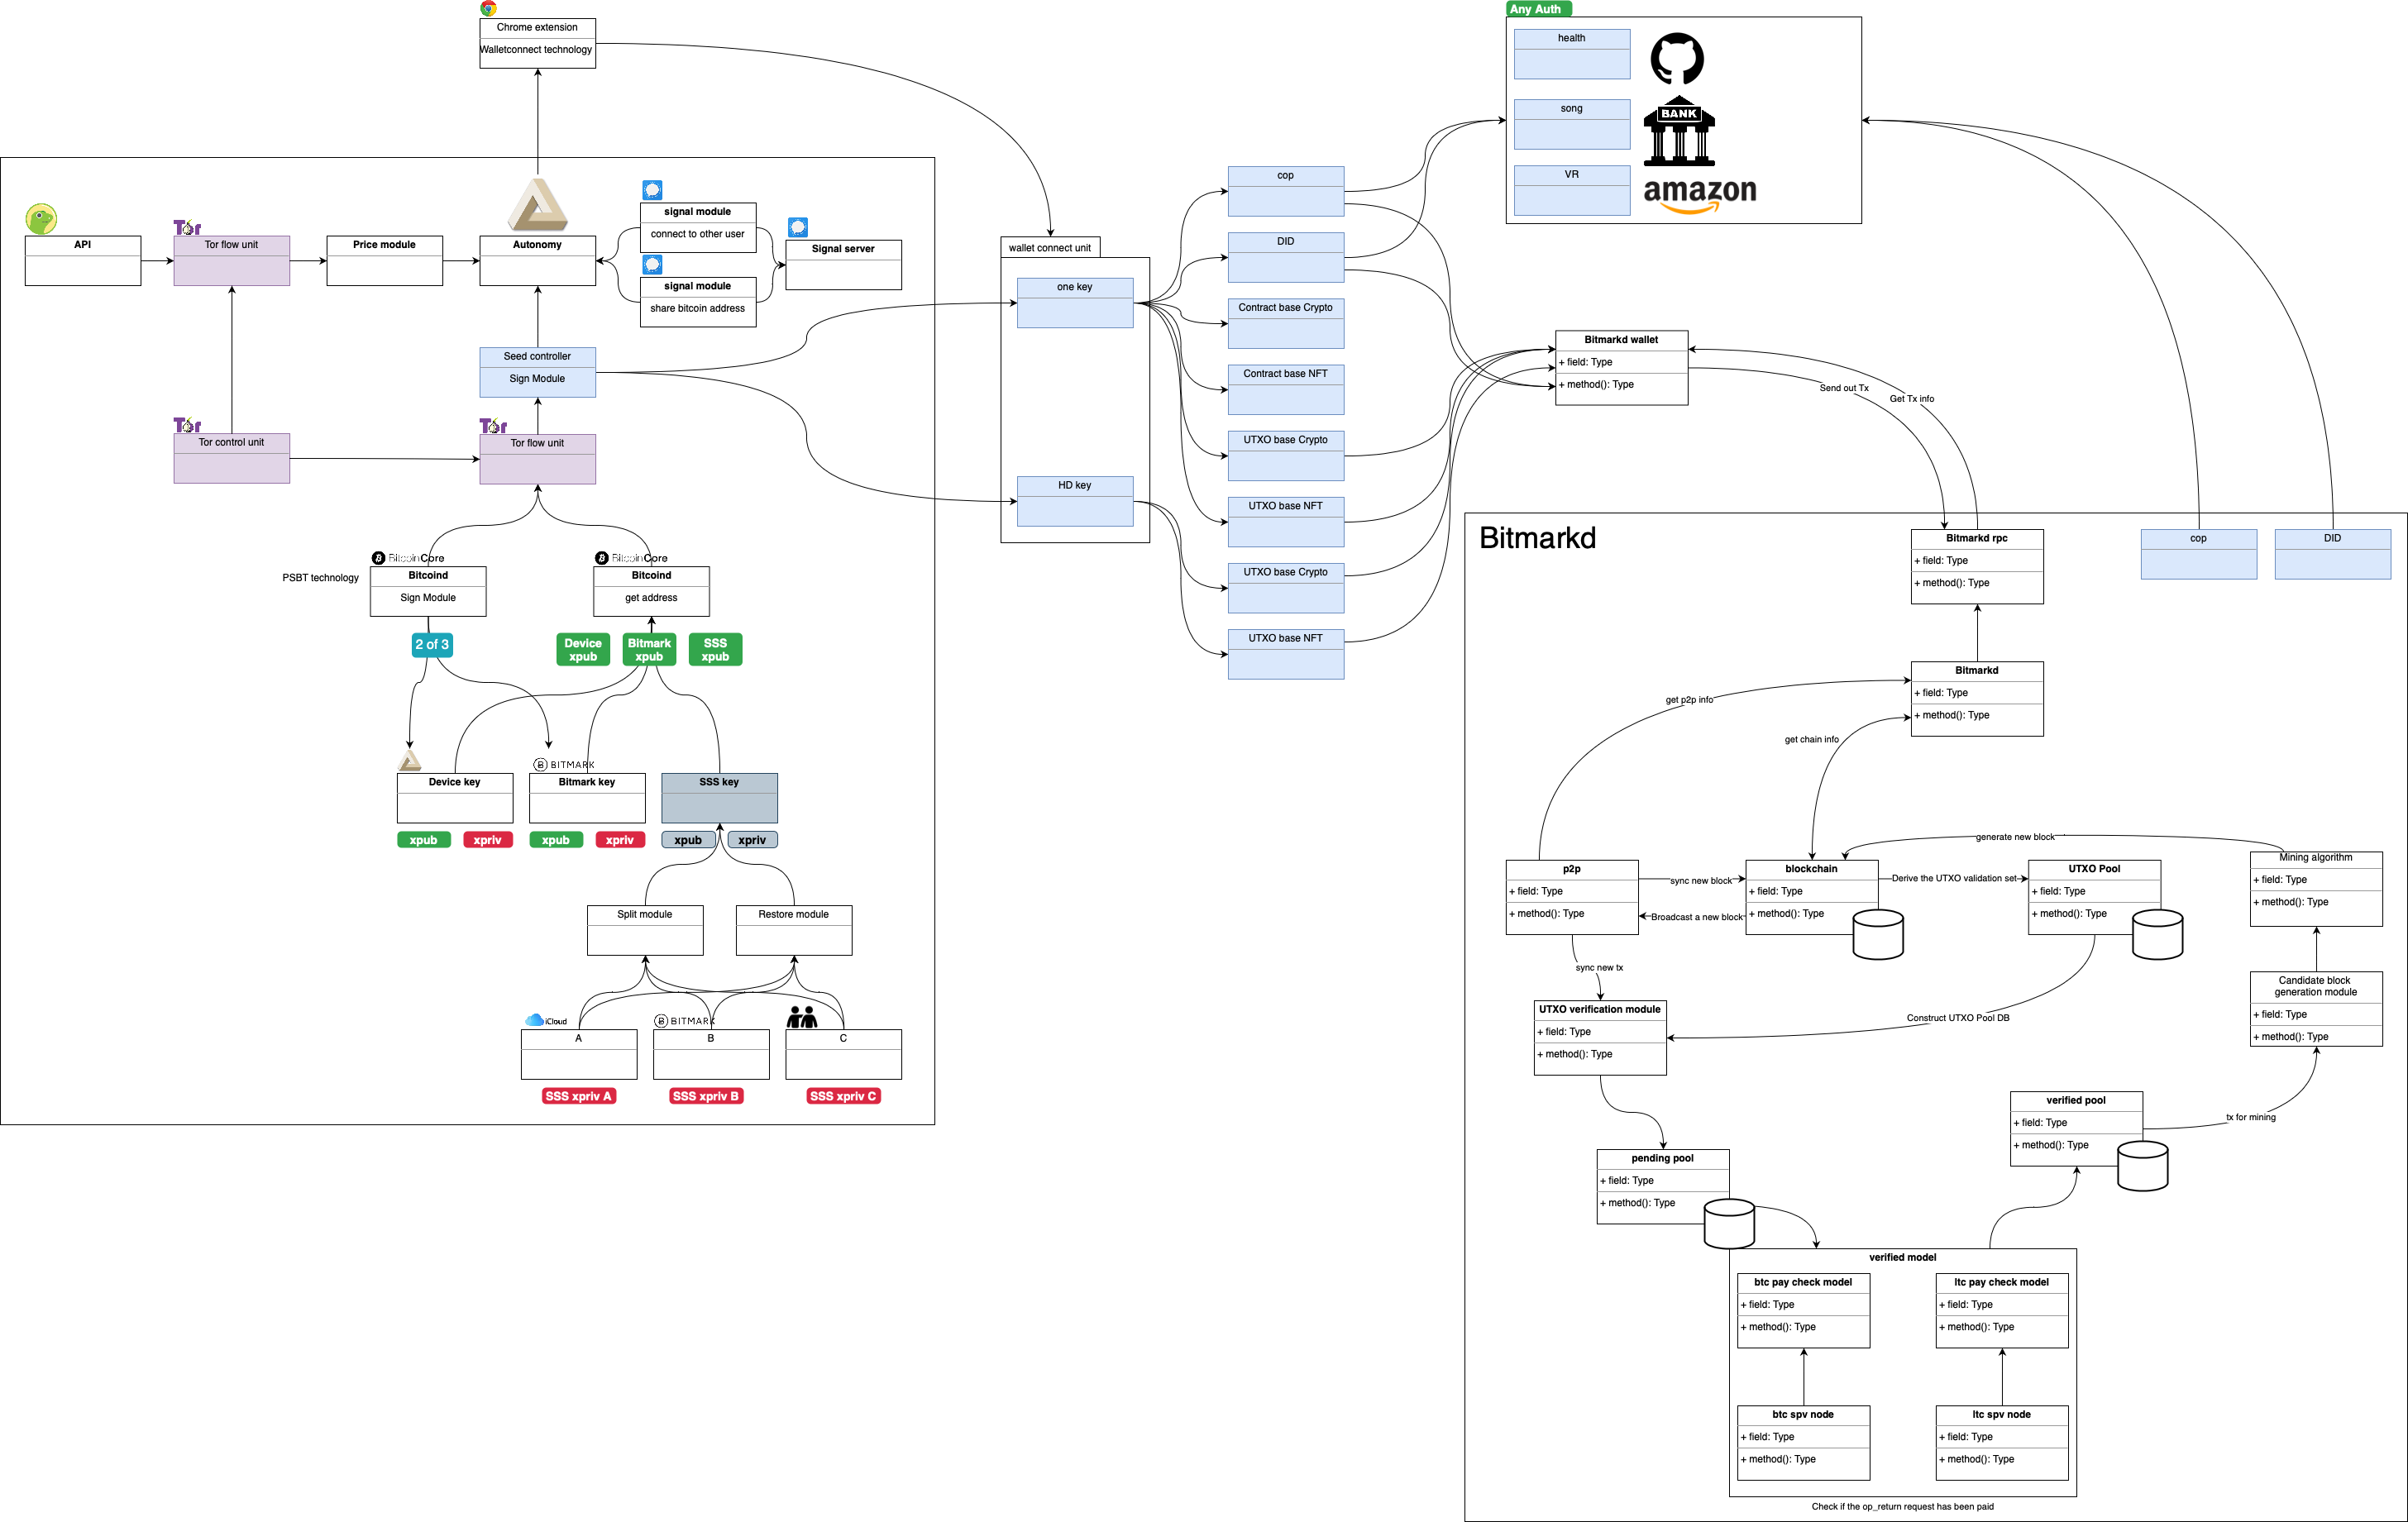 Chrome extension
Walletconnect technology
API
Tor
Tor flow unit
Price module
Autonomy
signal module
connect to other user
signal module
share bitcoin address
Signal server
Seed controller
Sign Module
Tor
Tor control unit
Tor
Tor flow unit
PSBT technology
BitcoinCore
Bitcoind
Sign Module
BitcoinCore
Bitcoind
get address
2 of 3
Device
xpub
Bitmark
xpub
SSS
xpub
Device key
xpub
xpriv
BITMARK
Bitmark key
xpub
xpriv
SSS key
xpub
xpriv
Split module
Restore module
iCloud
A
SSS xpriv A
BITMARK
B
SSS xpriv B
C
SSS xpriv C
wallet connect unit
one key
HD key
cop
DID
Contract base Crypto
Contract base NFT
UTXO base Crypto
UTXO base NFT
UTXO base Crypto
UTXO base NFT
Any Auth
health
song
VR
BANK
amazon
Bitmarkd wallet
+ field: Type
+ method(): Type
Send out Tx
Get Tx info
Bitmarkd
Bitmarkd rpc
+ field: Type
+ method(): Type
cop
DID
Bitmarkd
+ field: Type
+ method(): Type
get p2p info
get chain info
generate new block
p2p
+ field: Type
+ method(): Type
sync new block
Broadcast a new block
blockchain
+ field: Type
+ method(): Type
Derive the UTXO validation set
UTXO Pool
+ field: Type
+ method(): Type
Mining algorithm
+ field: Type
+ method(): Type
sync new tx
Candidate block
generation module
+ field: Type
+ method(): Type
UTXO verification module
+ field: Type
+ method(): Type
Construct UTXO Pool DB
verified pool
+ field: Type
+ method(): Type
tx for mining
pending pool
+ field: Type
+ method(): Type
verified model
btc pay check model
+ field: Type
+ method(): Type
ltc pay check model
+ field: Type
+ method(): Type
btc spv node
+ field: Type
+ method(): Type
ltc spv node
+ field: Type
+ method(): Type
Check if the op_return request has been paid